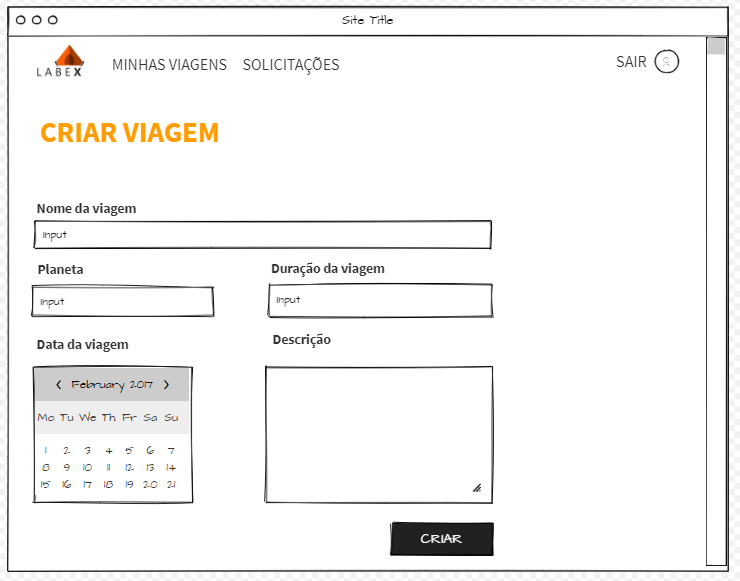 Site Title
LABEX
MINHAS VIAGENS SOLICITAÇÕES SAIR
CRIAR VIAGEM
Nome da viagem
input
Planeta Duração da viagem
input input
Data da viagem Descrição
< February 2017 >
Mo Tu We Th Fr Sa Su
1 2 3 4 5 6 7
8 9 10 11 12 13 14
15 16 17 18 19 20 21
CRIAR